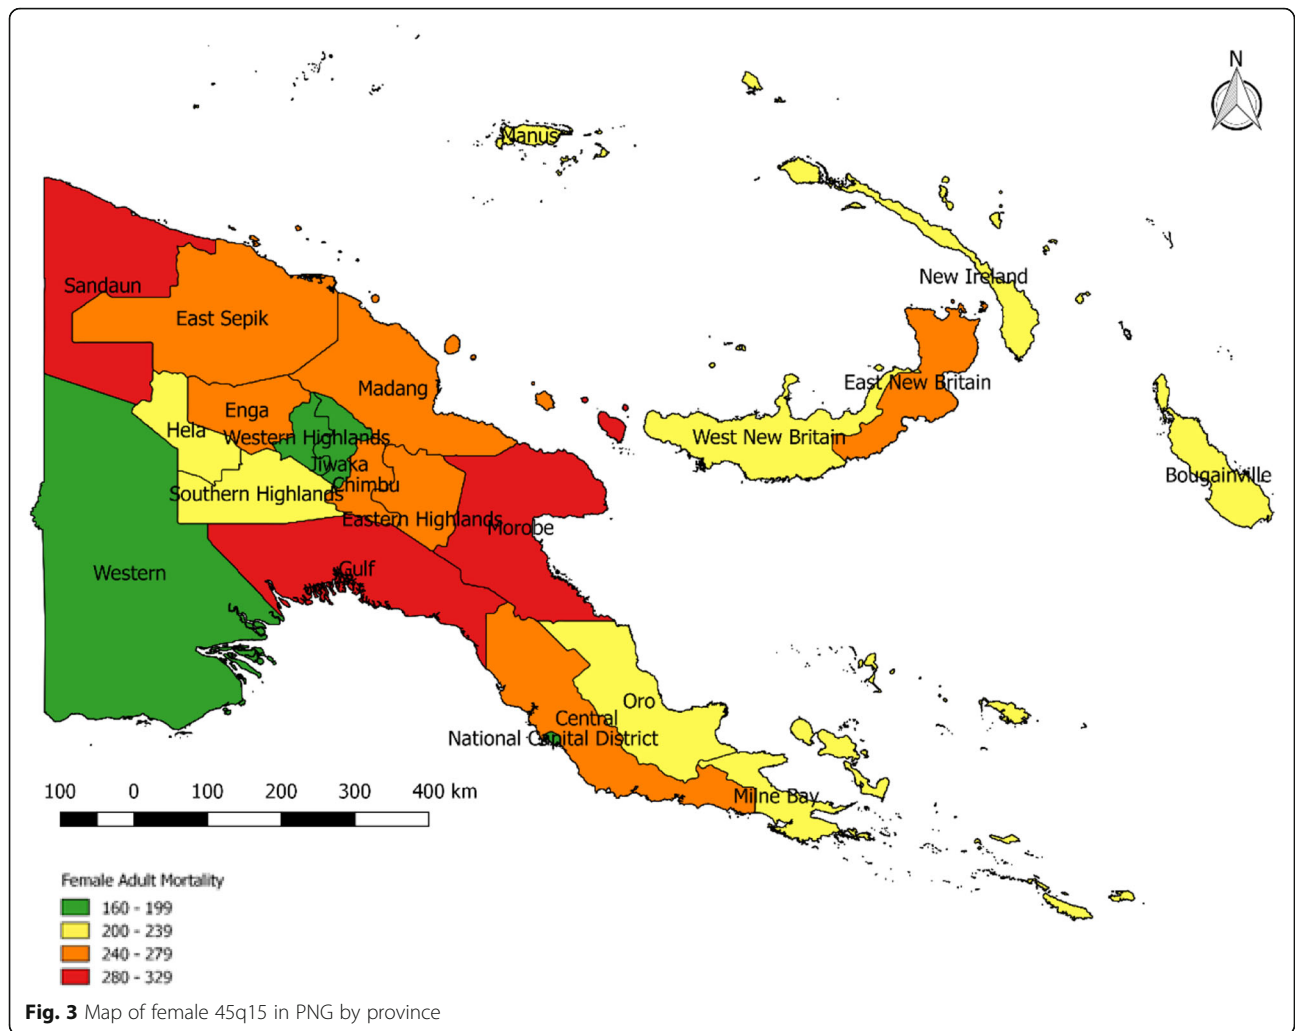 N
Manus
New Ireland
Sandaun
East Sepik
East New Britain
Madang
Enga
Hela
Western Highlands
West New Britain
Jiwaka
Bougainville
Chimbu
Southern Highlands
Eastern Highlands
Morobe
Gulf
Western
Oro
Central
National Capital District
Milne Bay
100 0 100 200 300 400 km
Female Adult Mortality
160 - 199
200 - 239
240 - 279
280 - 329
Fig. 3 Map of female 45q15 in PNG by province